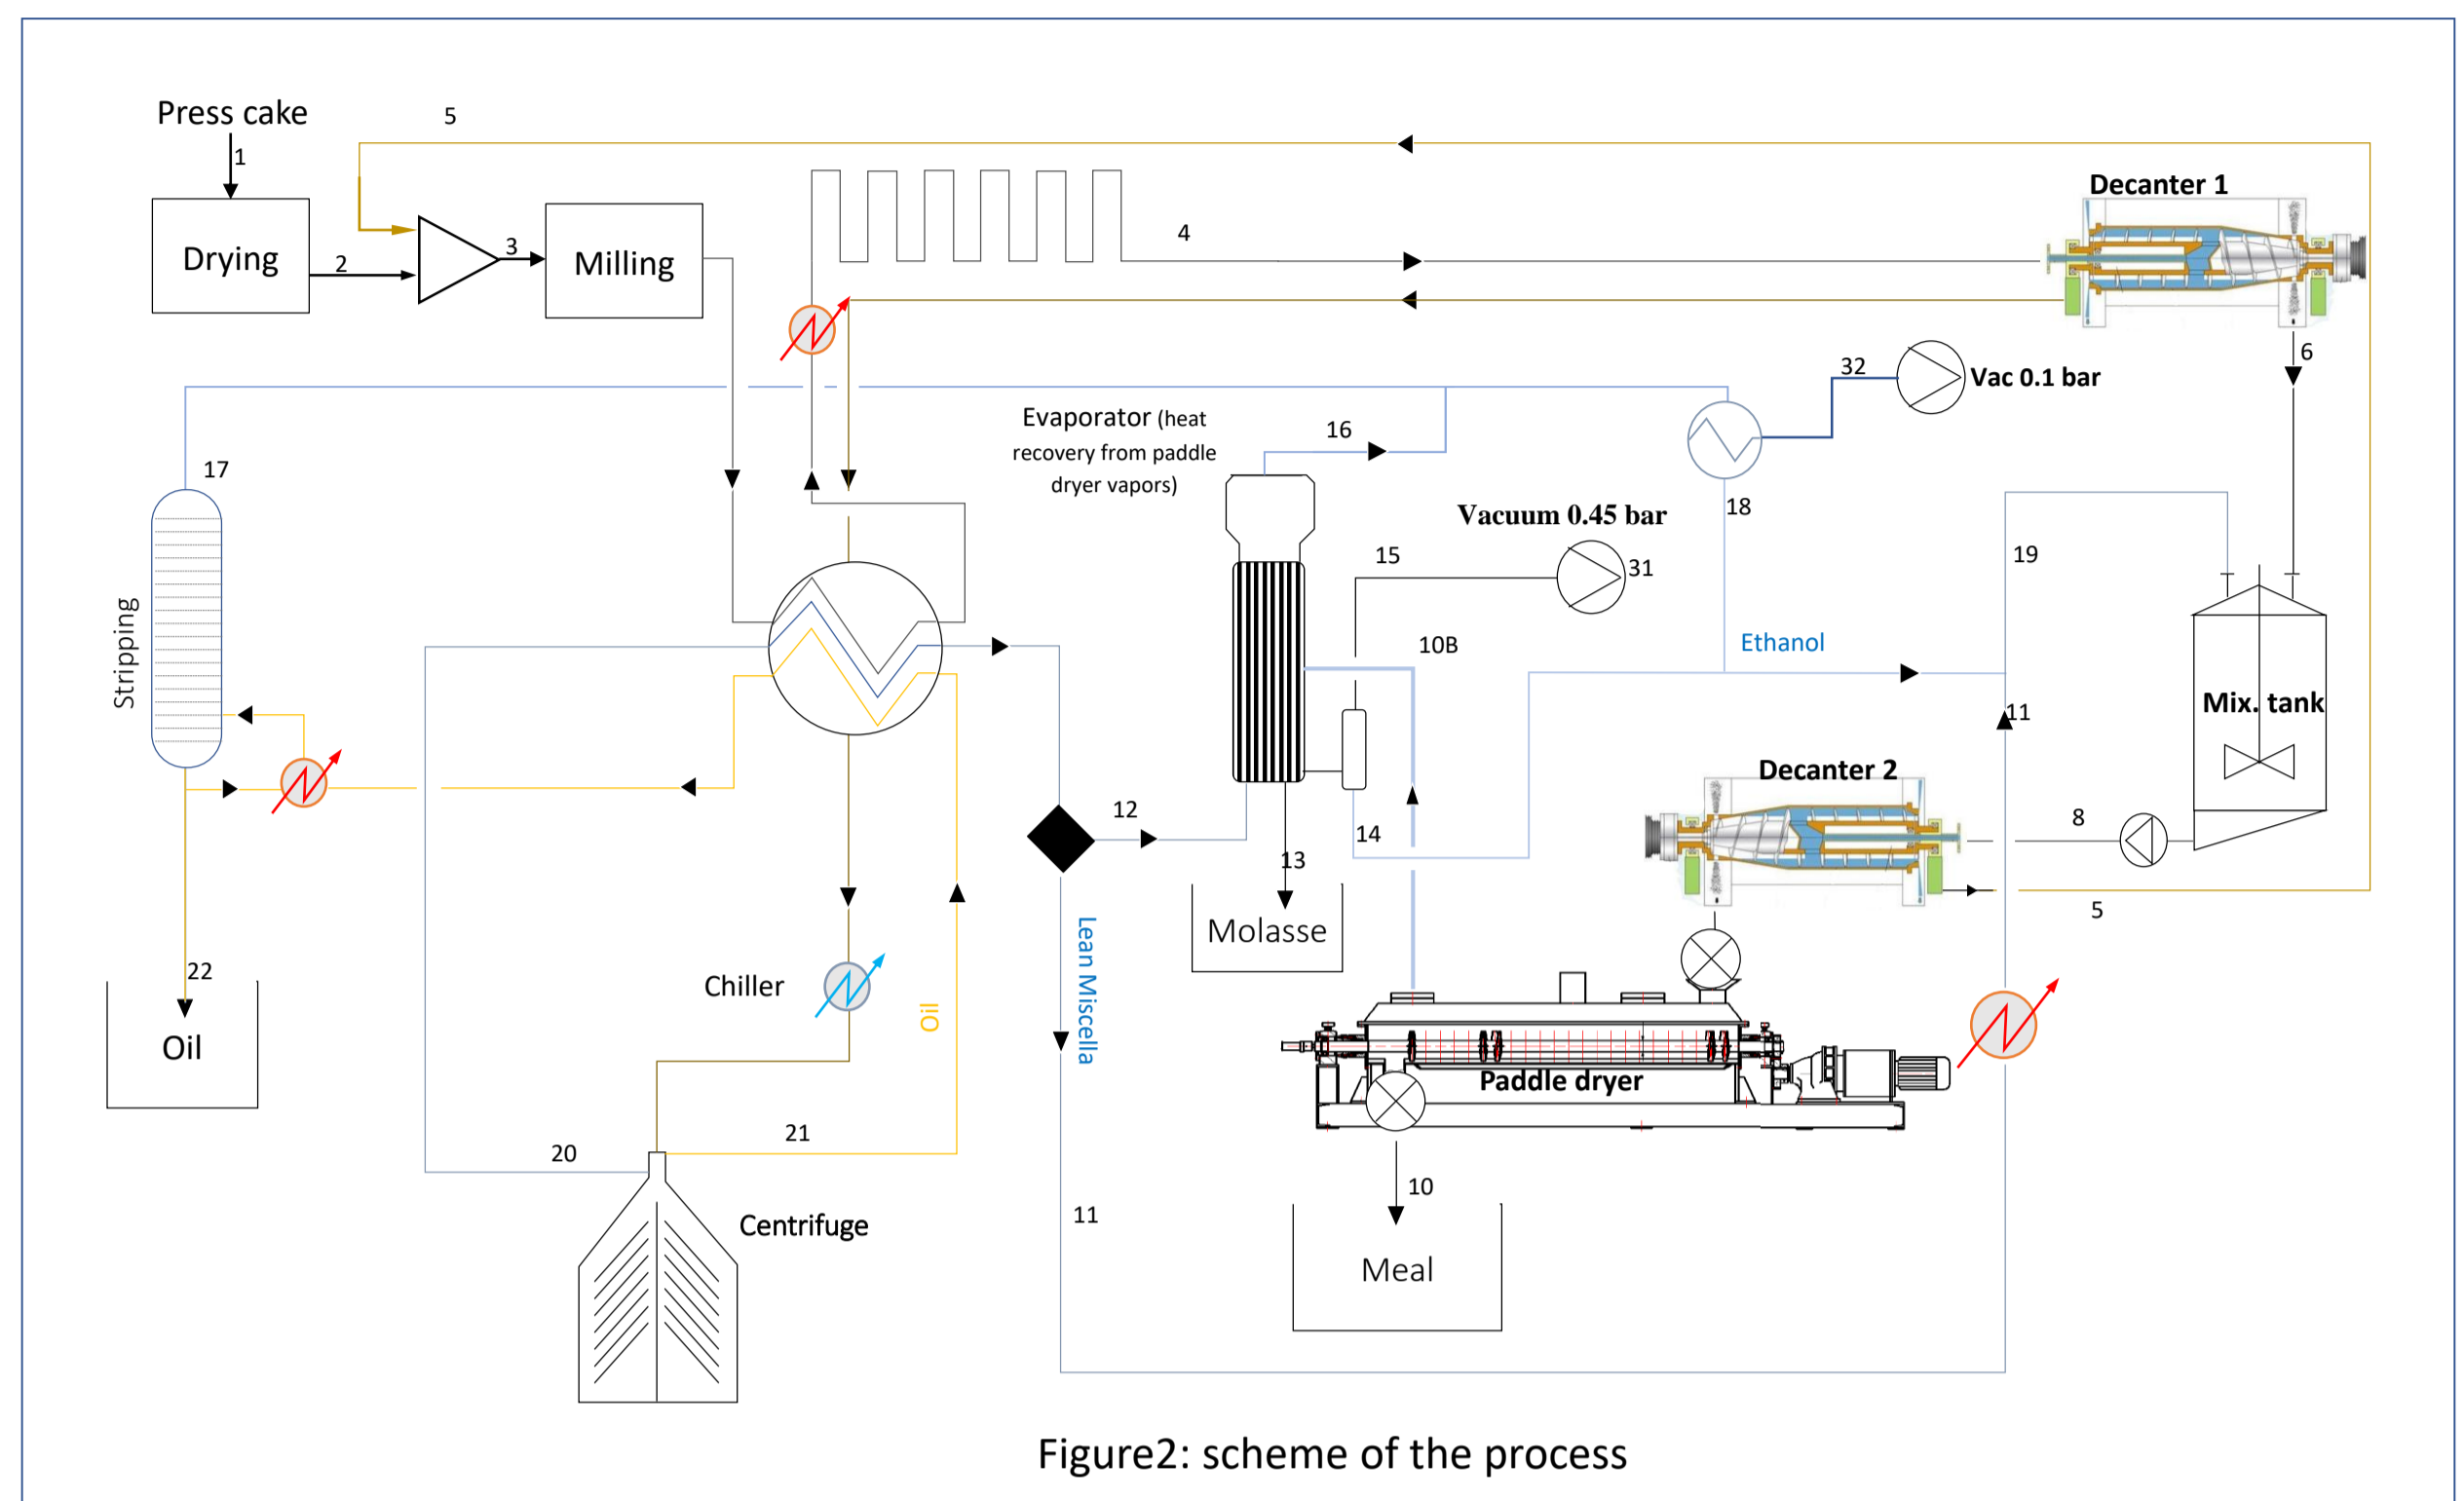 Press cake
1
5
Drying
2
3
Milling
4
Decanter 1
6
32
Vac 0.1 bar
Evaporator (heat
recovery from paddle
dryer vapors)
16
17
18
Vacuum 0.45 bar
15
31
19
10B
Ethanol
Stripping
11
Mix. tank
Decanter 2
12
8
14
13
5
Molasse
Lean Miscella
22
Chiller
Oil
Oil
Paddle dryer
21
20
10
11
Centrifuge
Meal
Figure2: scheme of the process